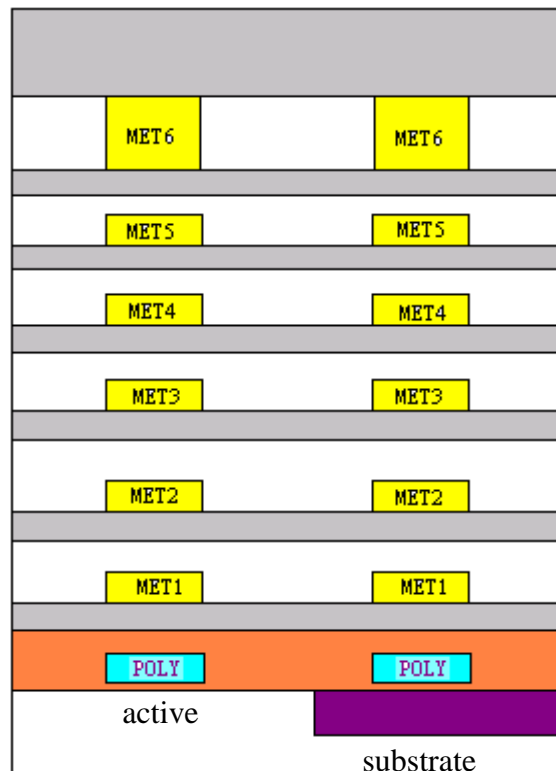 MET6 MET6
MET5 MET5
MET4 MET4
MET3 MET3
MET2 MET2
MET1 MET1
POLY POLY
active
substrate